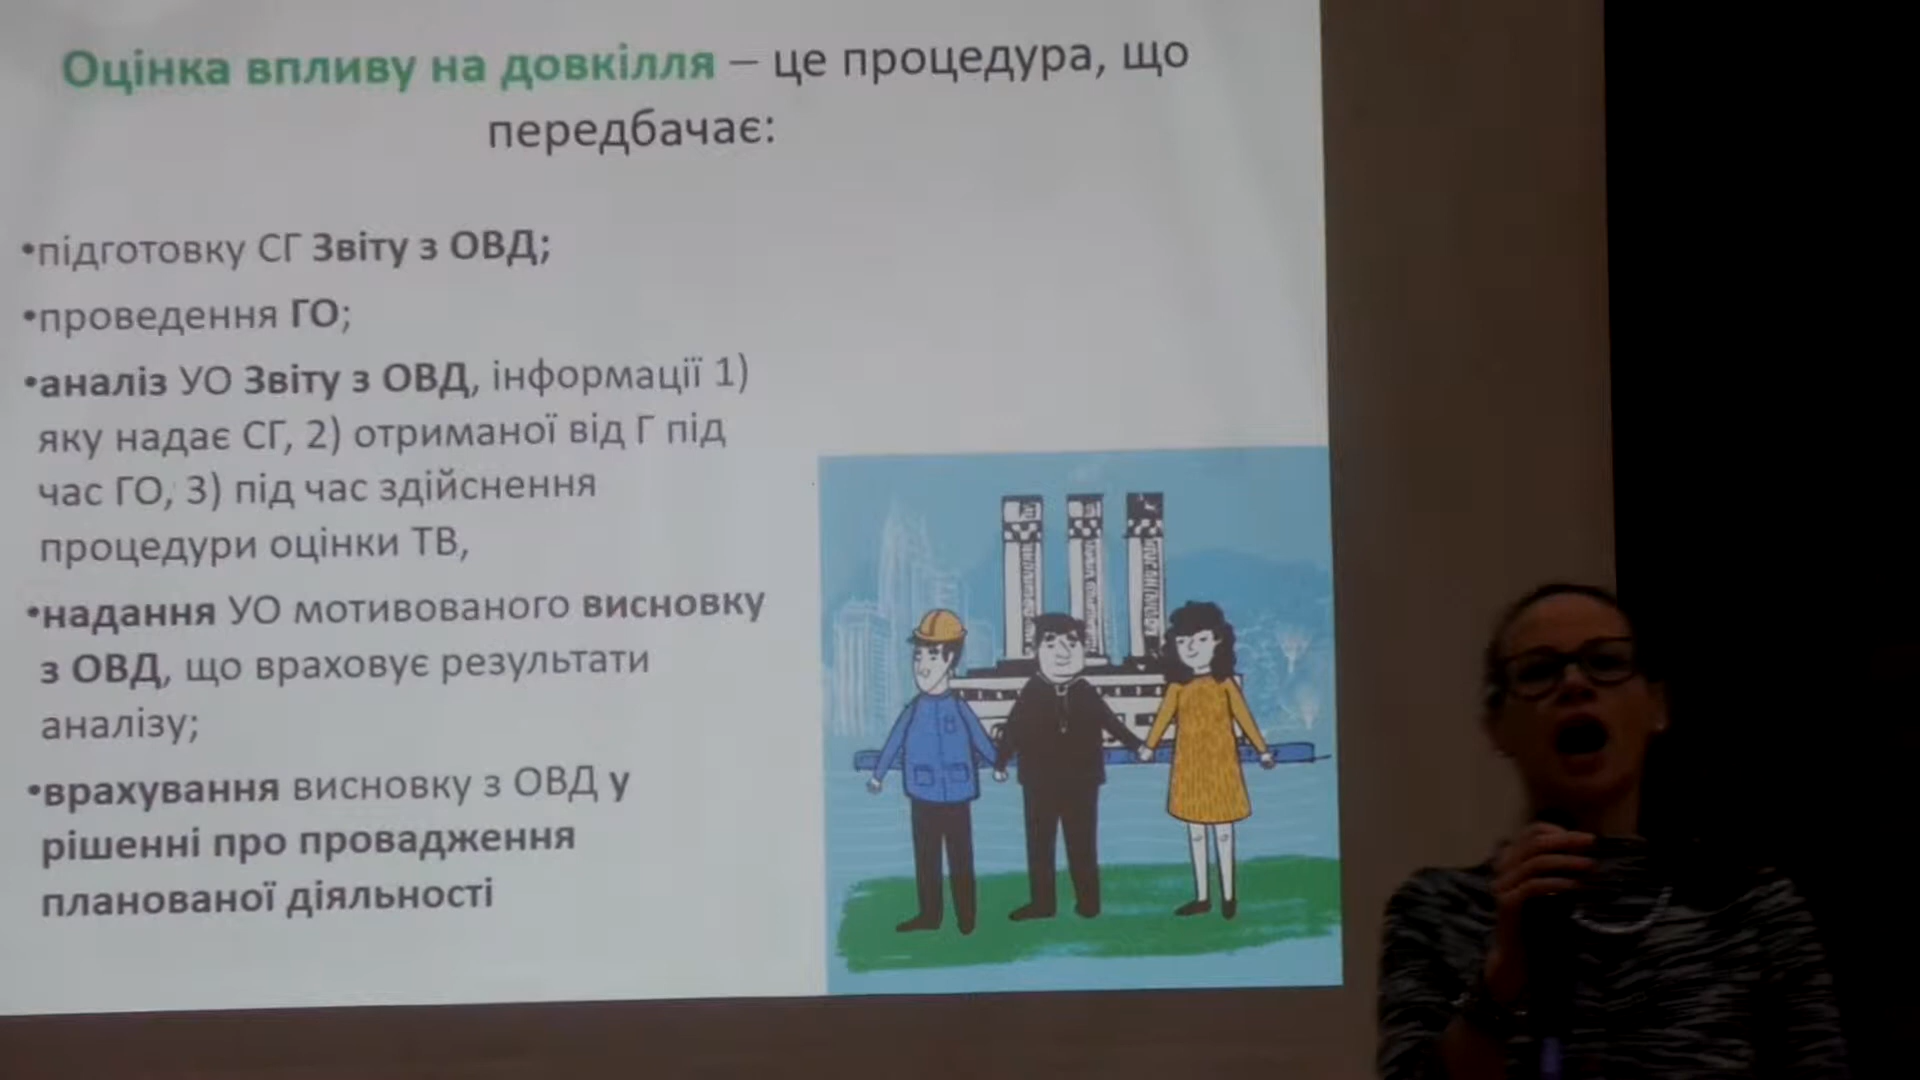 Оцінка впливу на довкілля – це процедура, що
передбачає:
•підготовку СГ Звіту з ОВД;
•проведення ГО;
•аналіз УО Звіту з ОВД, інформації 1)
яку надає СГ, 2) отриманої від Г під
час ГО, 3) під час здійснення
процедури оцінки ТВ,
•надання УО мотивованого висновку
з ОВД, що враховує результати
аналізу;
•врахування висновку з ОВД у
рішенні про провадження
планованої діяльності